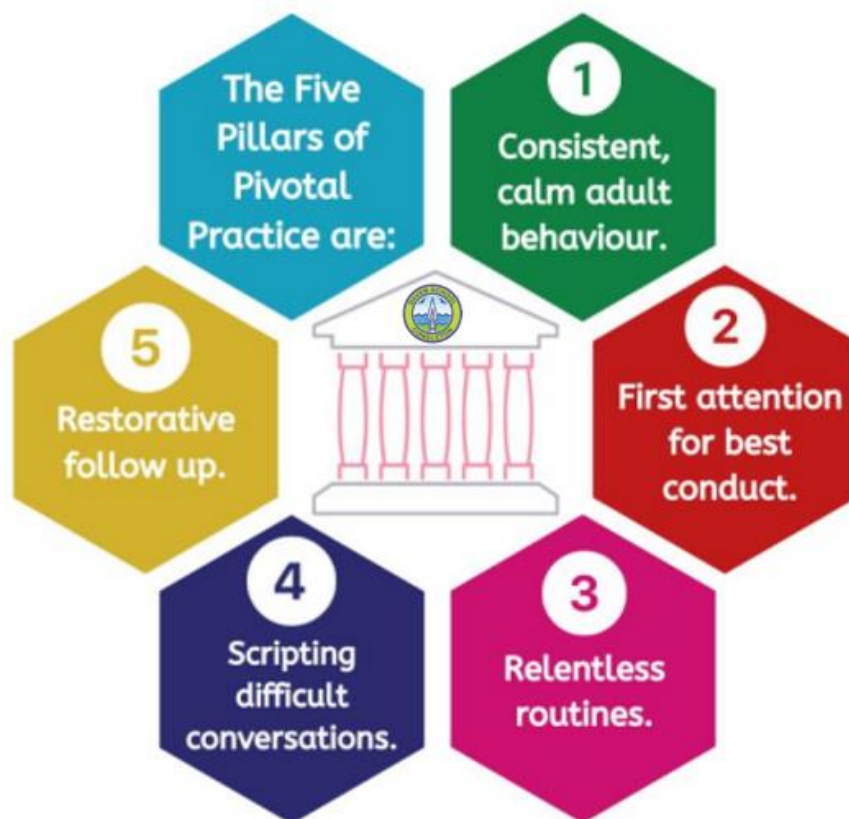 The Five
Pillars of
Pivotal
Practice are:
1
Consistent,
calm adult
behaviour.
2
First attention
for best
conduct.
3
Relentless
routines.
4
Scripting
difficult
conversations.
5
Restorative
follow up.